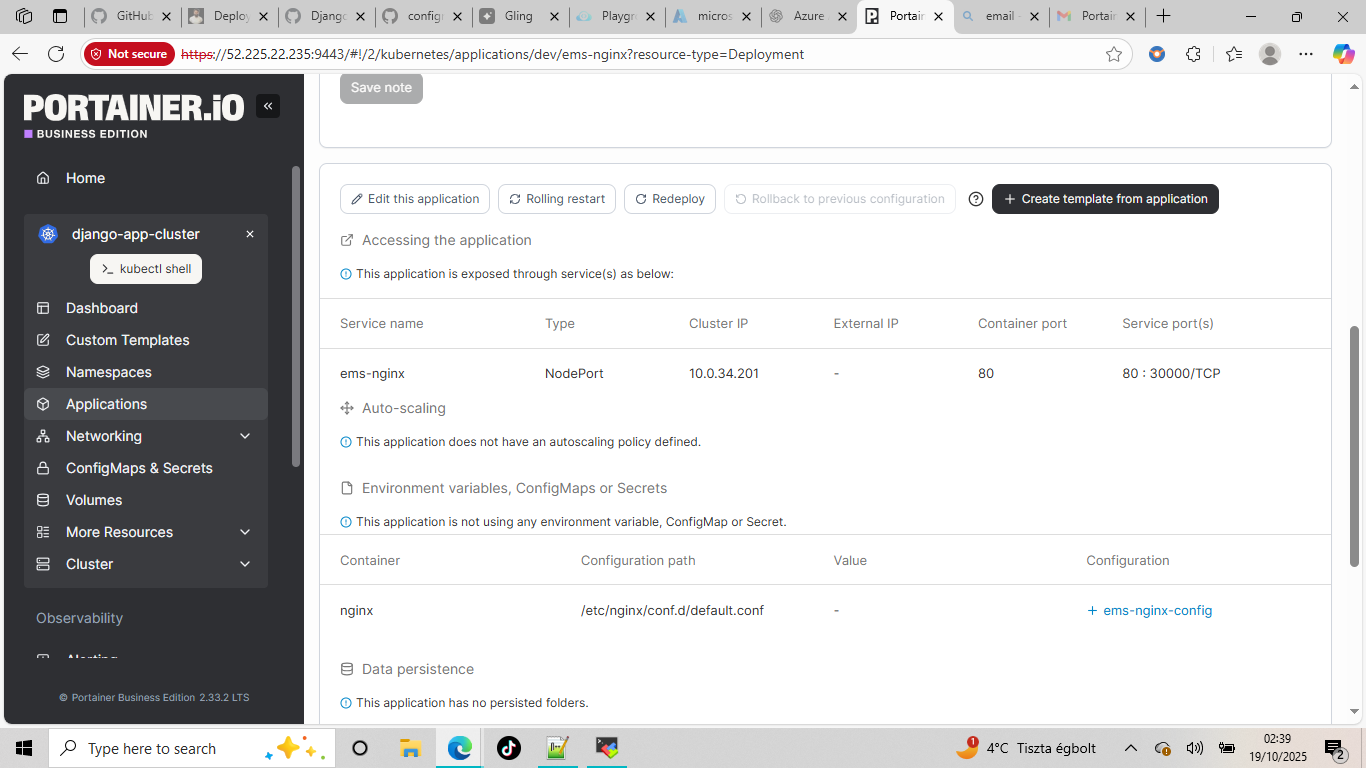 GitHub
Deploy
Django
configm
Gling
Playgro
micros
Azure
Portain
email -
Portain
Not secure
https://52.225.22.235:9443/#!/2/kubernetes/applications/dev/ems-nginx?resource-type=Deployment
PORTAINER.iO
BUSINESS EDITION
Home
django-app-cluster
kubectl shell
Dashboard
Custom Templates
Namespaces
Applications
Networking
ConfigMaps & Secrets
Volumes
More Resources
Cluster
Observability
Alerting
© Portainer Business Edition 2.33.2 LTS
Save note
Edit this application
Rolling restart
Redeploy
Rollback to previous configuration
Create template from application
Accessing the application
This application is exposed through service(s) as below:
Service name Type Cluster IP External IP Container port Service port(s)
ems-nginx NodePort 10.0.34.201 - 80 80 : 30000/TCP
Auto-scaling
This application does not have an autoscaling policy defined.
Environment variables, ConfigMaps or Secrets
This application is not using any environment variable, ConfigMap or Secret.
Container Configuration path Value Configuration
nginx /etc/nginx/conf.d/default.conf - + ems-nginx-config
Data persistence
This application has no persisted folders.
Type here to search
1
4°C Tiszta égbolt
02:39
19/10/2025
2